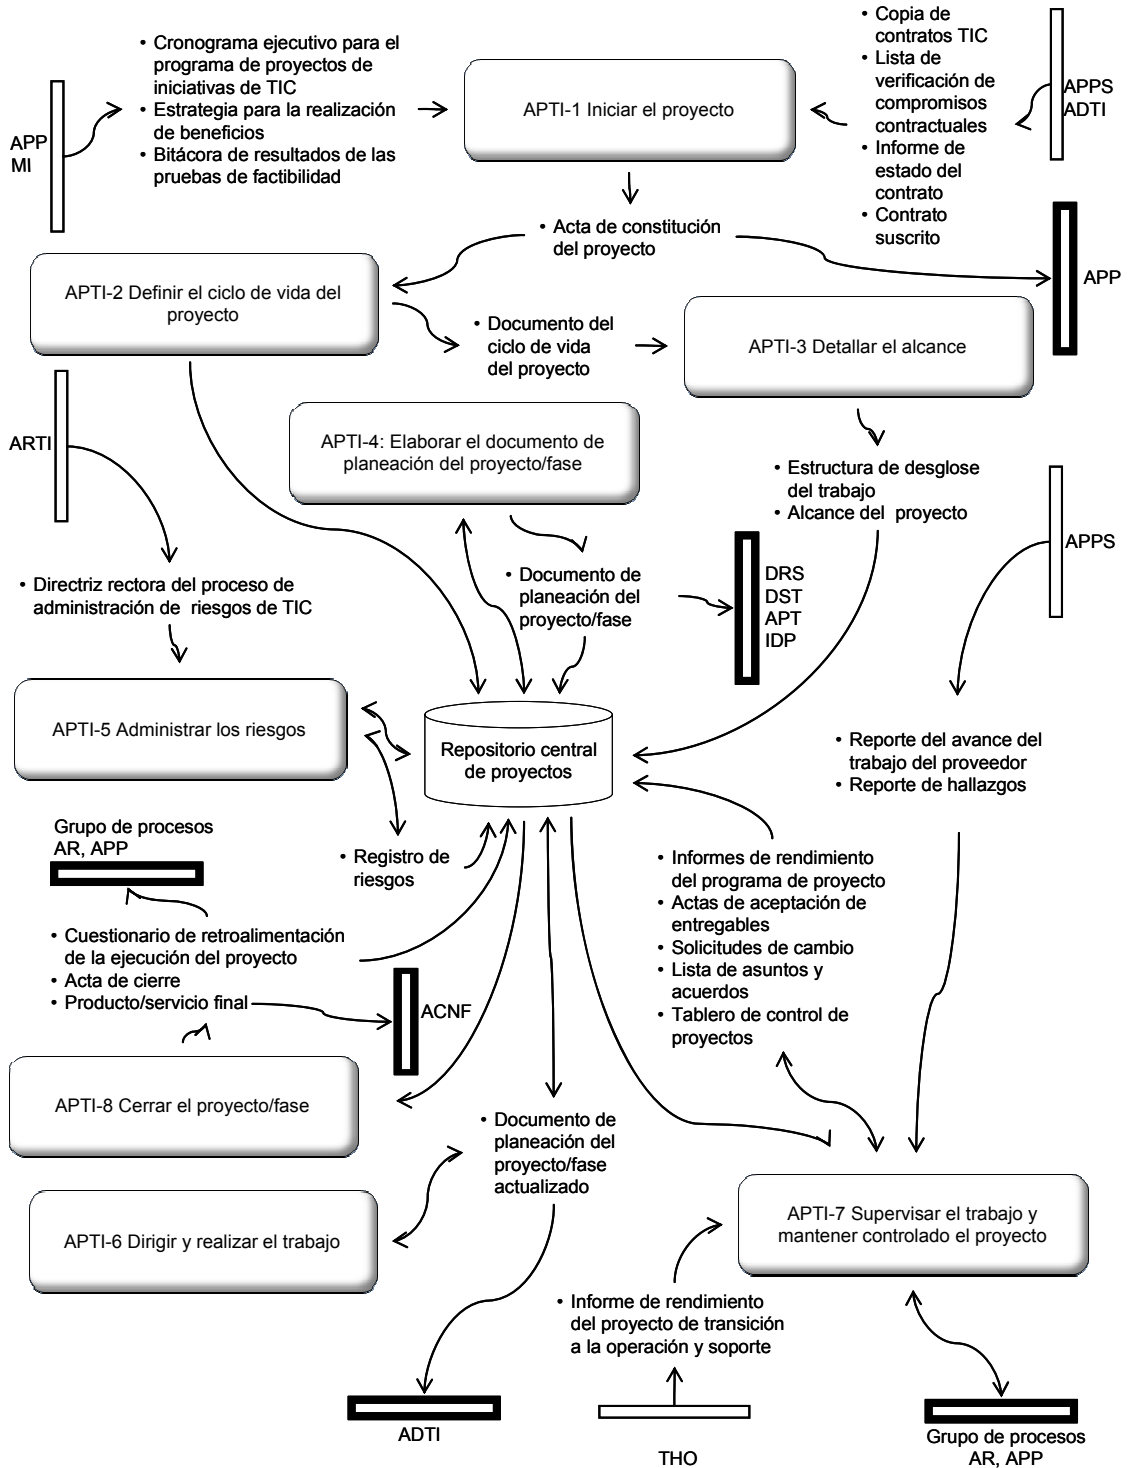 • Cronograma ejecutivo para el
programa de proyectos de
iniciativas de TIC
• Estrategia para la realización
de beneficios
• Bitácora de resultados de las
pruebas de factibilidad
APP
MI
APTI-1 Iniciar el proyecto
• Copia de
contratos TIC
• Lista de
verificación de
compromisos
contractuales
• Informe de
estado del
contrato
• Contrato
suscrito
APPS
ADTI
• Acta de constitución
del proyecto
APP
APTI-2 Definir el ciclo de vida del
proyecto
• Documento del
ciclo de vida
del proyecto
APTI-3 Detallar el alcance
ARTI
APTI-4: Elaborar el documento de
planeación del proyecto/fase
• Estructura de desglose
del trabajo
• Alcance del proyecto
APPS
• Directriz rectora del proceso de
administración de riesgos de TIC
• Documento de
planeación del
proyecto/fase
DRS
DST
APT
IDP
APTI-5 Administrar los riesgos
Repositorio central
de proyectos
• Reporte del avance del
trabajo del proveedor
• Reporte de hallazgos
Grupo de procesos
AR, APP
• Registro de
riesgos
• Informes de rendimiento
del programa de proyecto
• Actas de aceptación de
entregables
• Solicitudes de cambio
• Lista de asuntos y
acuerdos
• Tablero de control de
proyectos
• Cuestionario de retroalimentación
de la ejecución del proyecto
• Acta de cierre
• Producto/servicio final
ACNF
APTI-8 Cerrar el proyecto/fase
• Documento de
planeación del
proyecto/fase
actualizado
APTI-6 Dirigir y realizar el trabajo
APTI-7 Supervisar el trabajo y
mantener controlado el proyecto
• Informe de rendimiento
del proyecto de transición
a la operación y soporte
ADTI
THO
Grupo de procesos
AR, APP